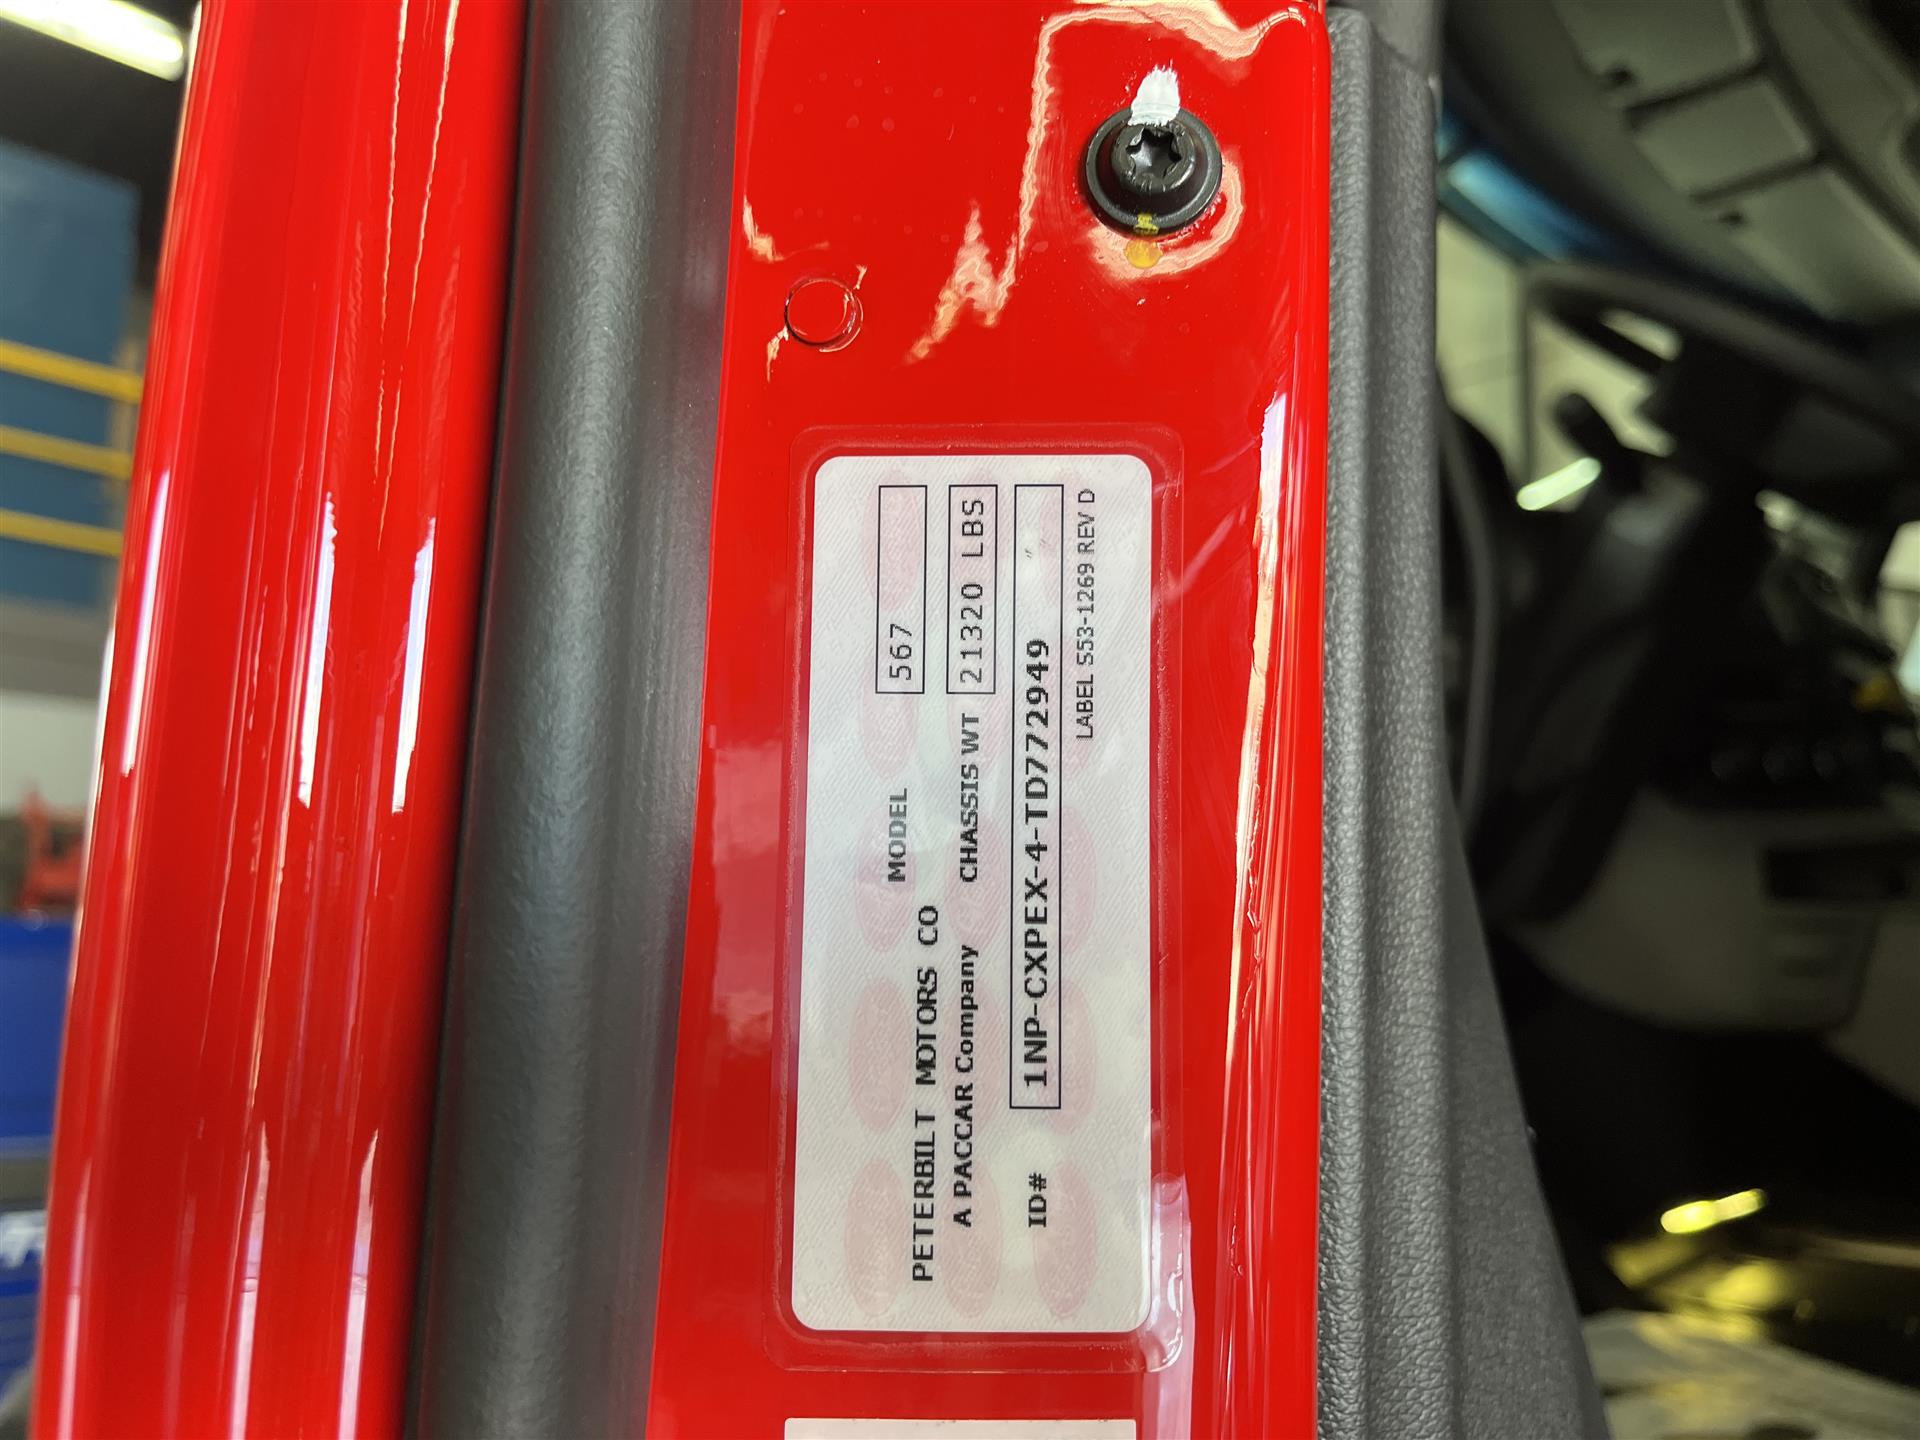 MODEL 567
PETERBILT MOTORS CO
A PACCAR Company CHASSIS WT 21320 LBS
ID# 1NP-CXPEX-4-TD772949
LABEL S53-1269 REV D